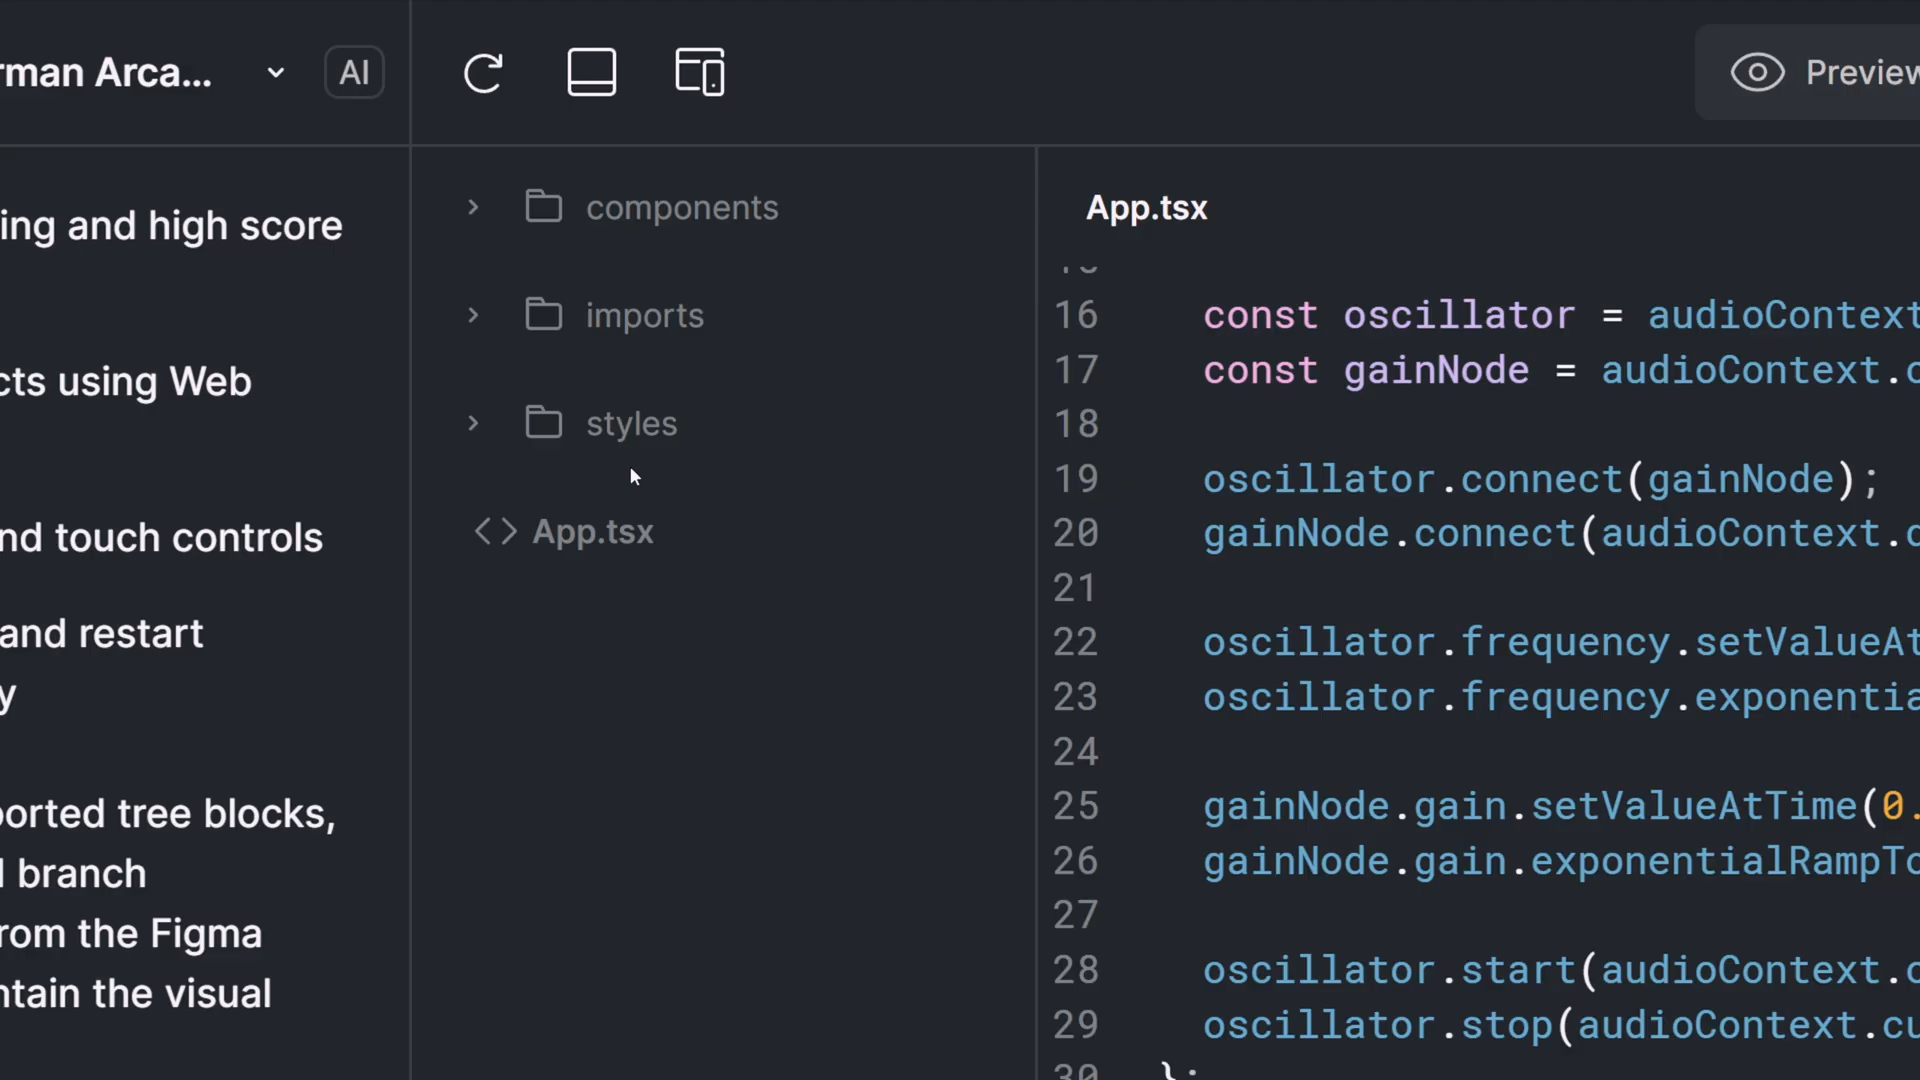 rman Arca...
AI
Preview
ing and high score
cts using Web
nd touch controls
and restart
y
ported tree blocks,
l branch
rom the Figma
ntain the visual
components
imports
styles
<> App.tsx
App.tsx
16 const oscillator = audioContext
17 const gainNode = audioContext.c
18
19 oscillator.connect(gainNode);
20 gainNode.connect(audioContext.c
21
22 oscillator.frequency.setValueAt
23 oscillator.frequency.exponentia
24
25 gainNode.gain.setValueAtTime(0.
26 gainNode.gain.exponentialRampTo
27
28 oscillator.start(audioContext.c
29 oscillator.stop(audioContext.cu
30 };